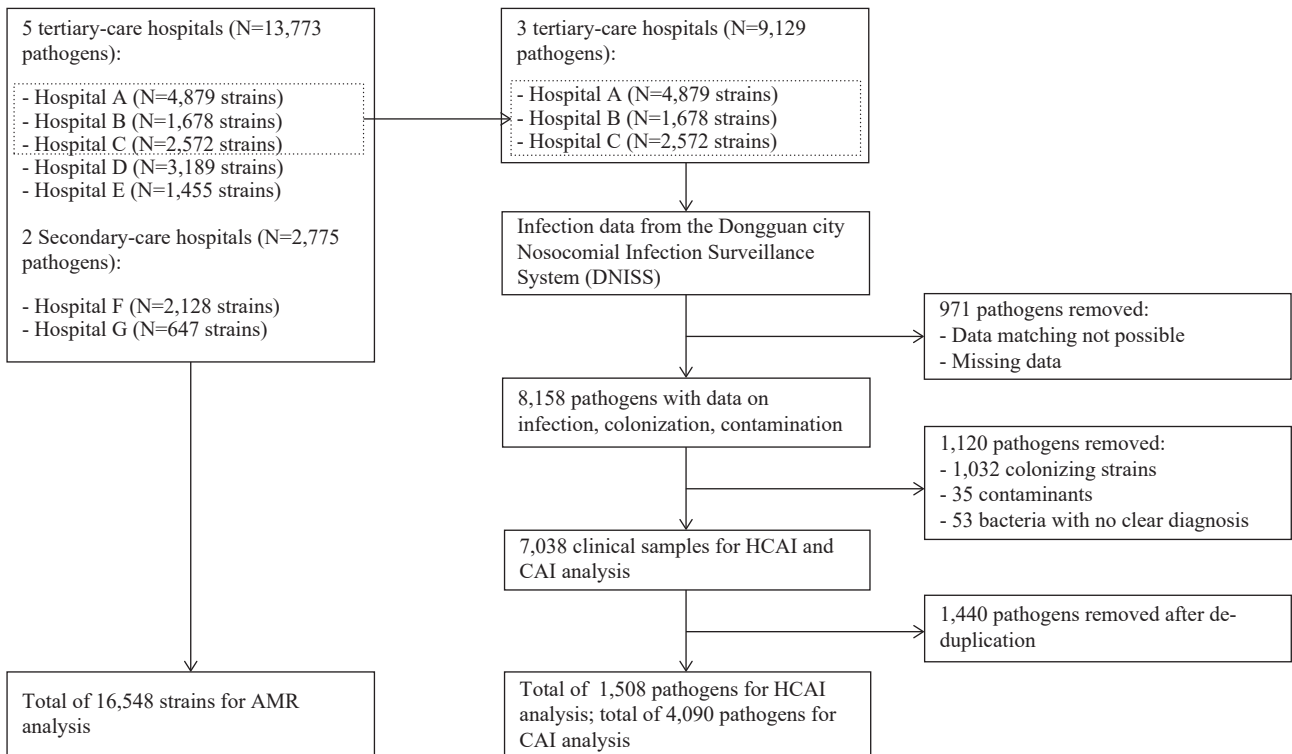 5 tertiary-care hospitals (N=13,773
pathogens):
- Hospital A (N=4,879 strains)
- Hospital B (N=1,678 strains)
- Hospital C (N=2,572 strains)
- Hospital D (N=3,189 strains)
- Hospital E (N=1,455 strains)
2 Secondary-care hospitals (N=2,775
pathogens):
- Hospital F (N=2,128 strains)
- Hospital G (N=647 strains)
3 tertiary-care hospitals (N=9,129
pathogens):
- Hospital A (N=4,879 strains)
- Hospital B (N=1,678 strains)
- Hospital C (N=2,572 strains)
Infection data from the Dongguan city
Nosocomial Infection Surveillance
System (DNISS)
971 pathogens removed:
- Data matching not possible
- Missing data
8,158 pathogens with data on
infection, colonization, contamination
1,120 pathogens removed:
- 1,032 colonizing strains
- 35 contaminants
- 53 bacteria with no clear diagnosis
7,038 clinical samples for HCAI and
CAI analysis
1,440 pathogens removed after de-
duplication
Total of 16,548 strains for AMR
analysis
Total of 1,508 pathogens for HCAI
analysis; total of 4,090 pathogens for
CAI analysis